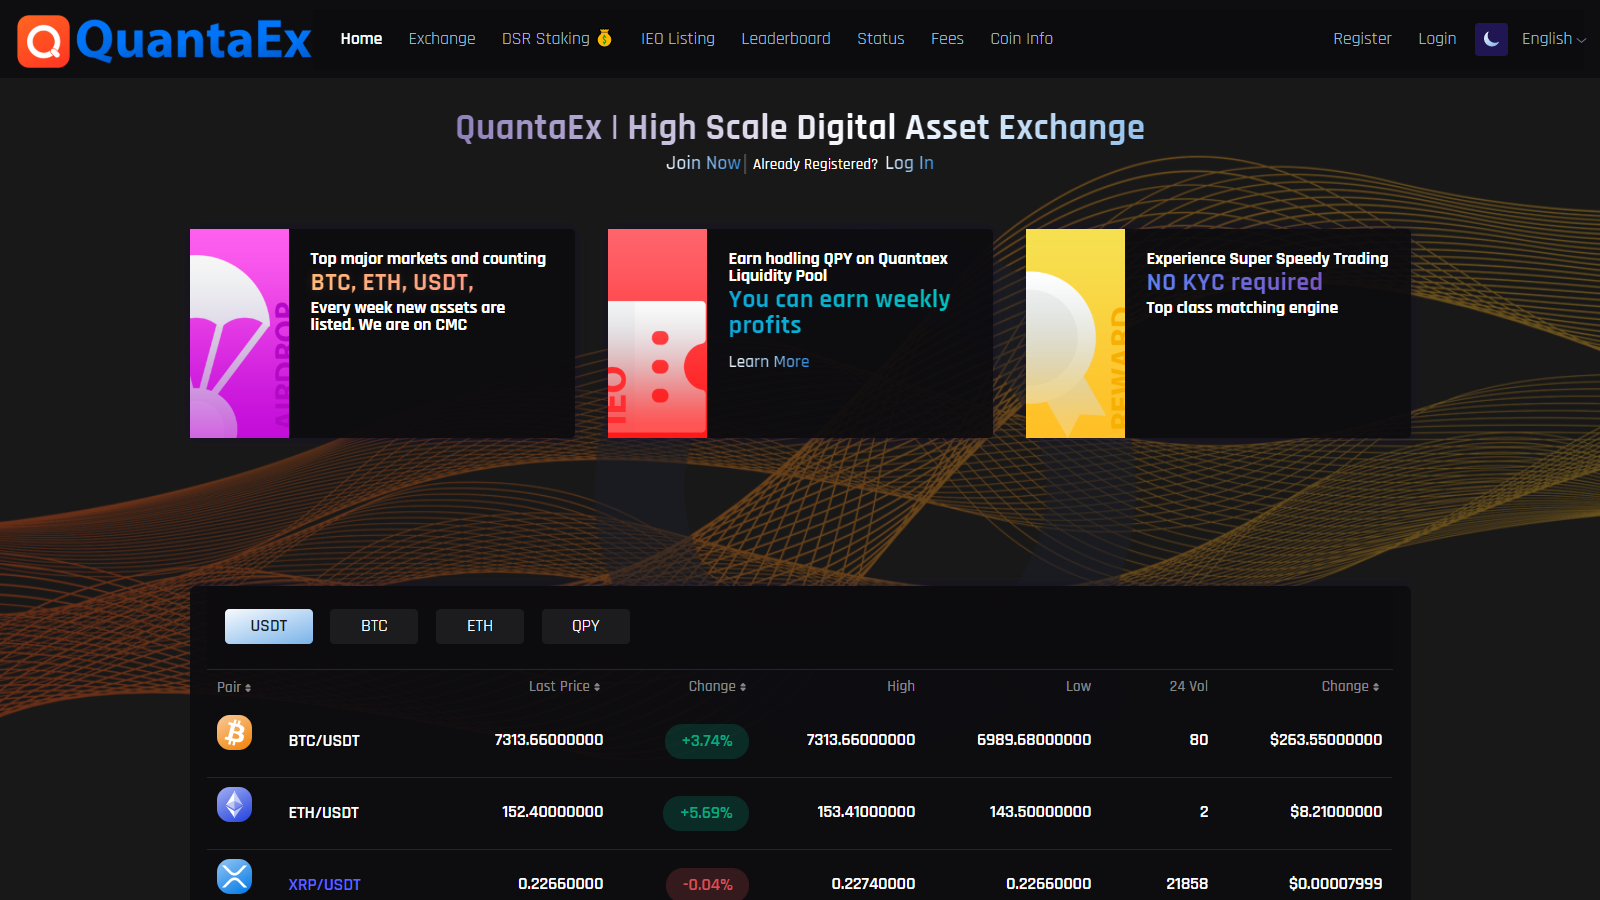 QuantaEx
Home Exchange DSR Staking IEO Listing Leaderboard Status Fees Coin Info Register Login English
QuantaEx | High Scale Digital Asset Exchange
Join Now | Already Registered? Log In
AIRDROP
Top major markets and counting
BTC, ETH, USDT,
Every week new assets are
listed. We are on CMC
IEO
Earn hodling QPY on Quantaex
Liquidity Pool
You can earn weekly
profits
Learn More
REWARD
Experience Super Speedy Trading
NO KYC required
Top class matching engine
USDT BTC ETH QPY
Pair Last Price Change High Low 24 Vol Change
BTC/USDT 7313.66000000 +3.74% 7313.66000000 6989.68000000 80 $263.55000000
ETH/USDT 152.40000000 +5.69% 153.41000000 143.50000000 2 $8.21000000
XRP/USDT 0.22660000 -0.04% 0.22740000 0.22660000 21858 $0.00007999